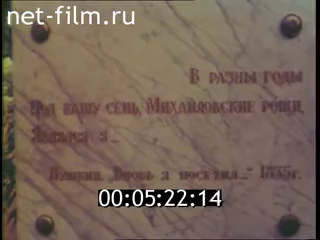 net-film.ru
В РАЗНЫ ГОДЫ
ПОД ВАШУ СЕНЬ, МИХАЙЛОВСКИЕ РОЩИ,
ЯВЛЯЛСЯ Я...
ПУШКИН „ВНОВЬ Я ПОСЕТИЛ..." 1835г.
00:05:22:14